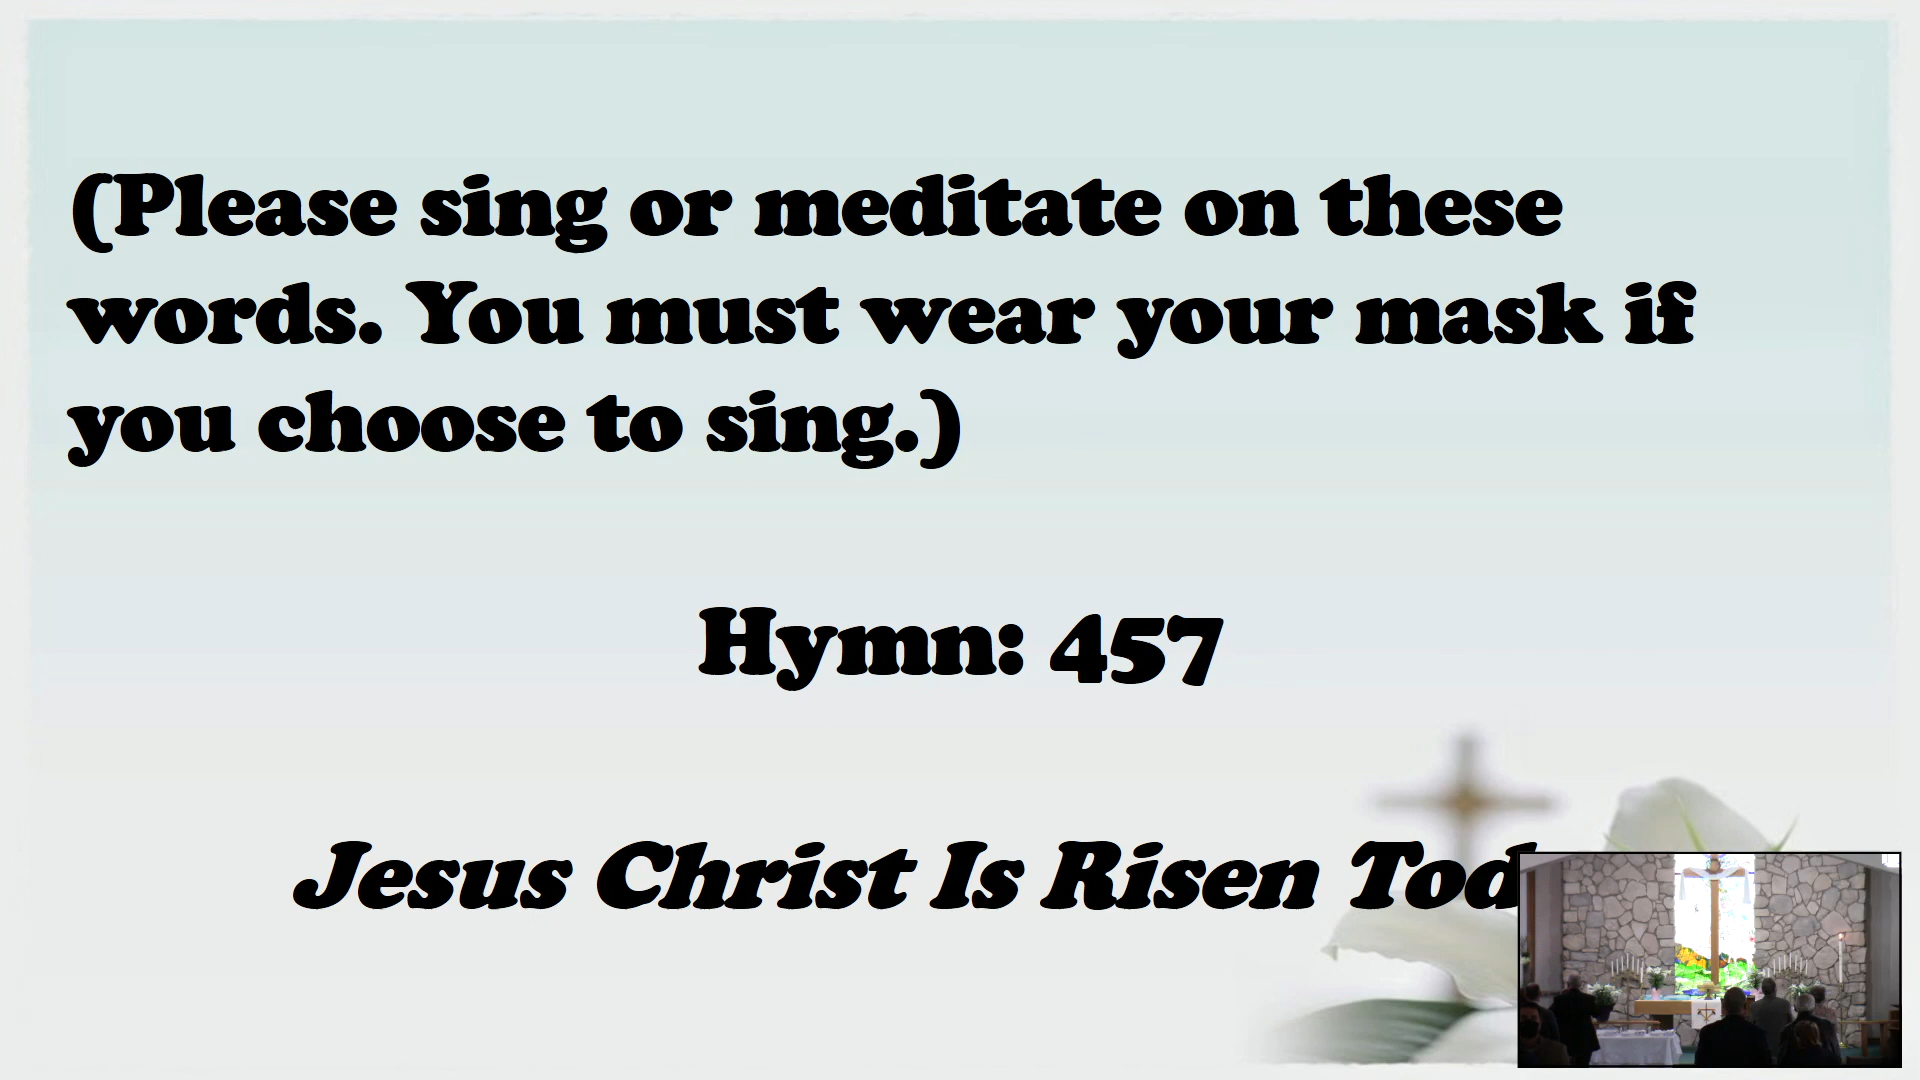 (Please sing or meditate on these
words. You must wear your mask if
you choose to sing.)
Hymn: 457
Jesus Christ Is Risen Tod